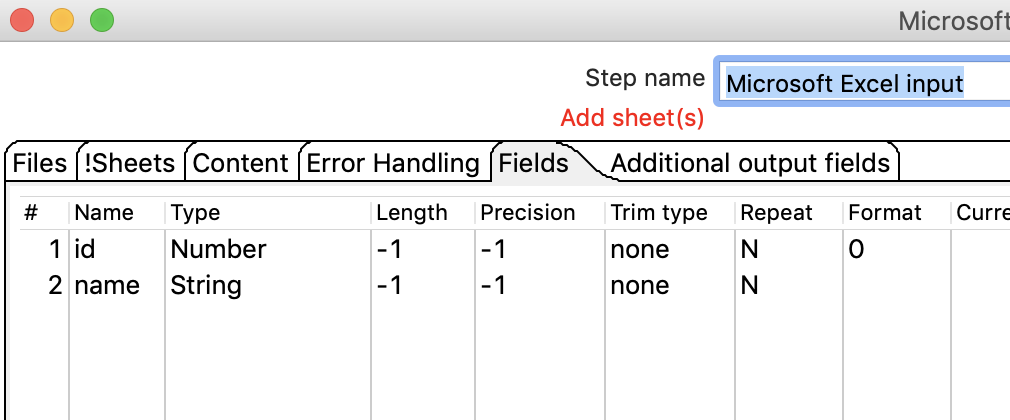 Microsoft
Step name Microsoft Excel input
Add sheet(s)
Files !Sheets Content Error Handling Fields Additional output fields
# Name Type Length Precision Trim type Repeat Format Curre
1 id Number -1 -1 none N 0
2 name String -1 -1 none N